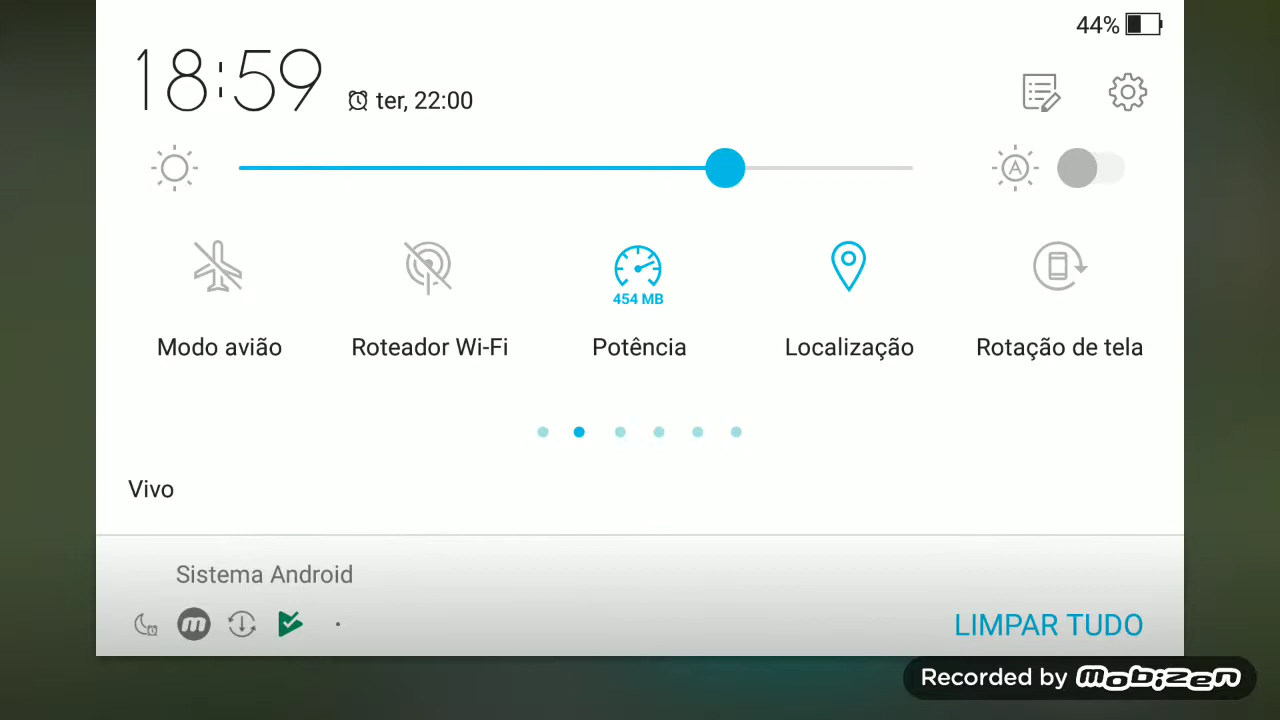 44%
18:59
ter, 22:00
A
454 MB
Modo avião
Roteador Wi-Fi
Potência
Localização
Rotação de tela
Vivo
Sistema Android
m
LIMPAR TUDO
Recorded by mobizen